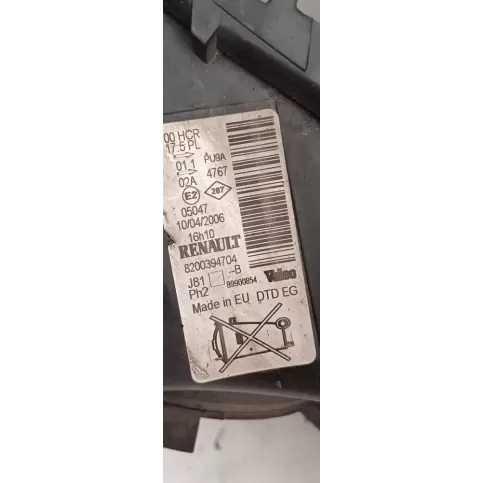 00 HCR
17.5 PL
01 1 PU9A
02A 4767
E2 287
05047
10/04/2006
16h10
RENAULT
8200394704
J81 -B
Ph2 89900854 Valeo
Made in EU DTD EG